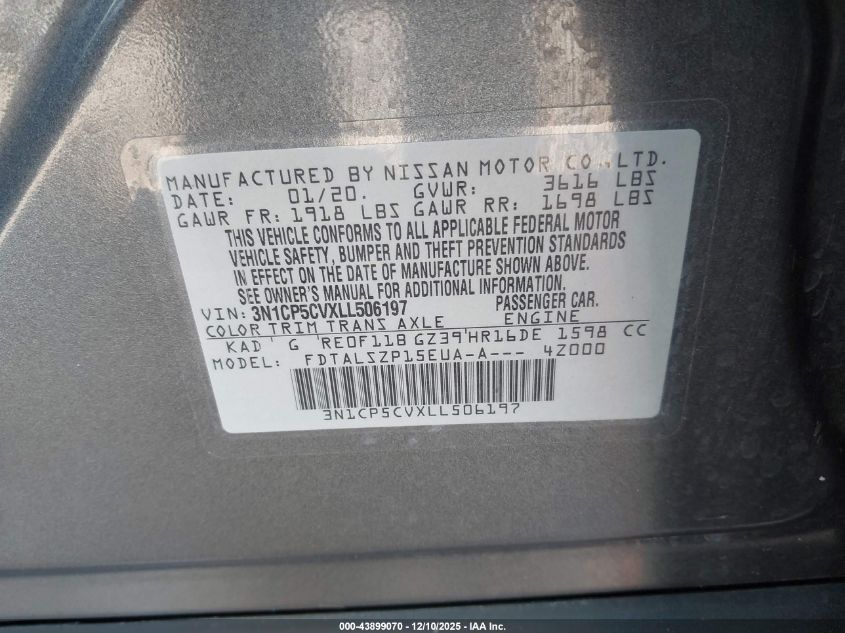 MANUFACTURED BY NISSAN MOTOR CO.,LTD.
DATE: 01/20. GVWR: 3616 LBS
GAWR FR: 1918 LBS GAWR RR: 1698 LBS
THIS VEHICLE CONFORMS TO ALL APPLICABLE FEDERAL MOTOR
VEHICLE SAFETY, BUMPER AND THEFT PREVENTION STANDARDS
IN EFFECT ON THE DATE OF MANUFACTURE SHOWN ABOVE.
SEE OWNER'S MANUAL FOR ADDITIONAL INFORMATION.
VIN: 3N1CP5CVXLL506197 PASSENGER CAR.
COLOR TRIM TRANS AXLE ENGINE
KAD G RE0F11B GZ39 HR16DE 1598 CC
MODEL: FDTALSZP15EUA-A--- 4Z000
3N1CP5CVXLL506197
000-43899070 - 12/10/2025 - IAA Inc.